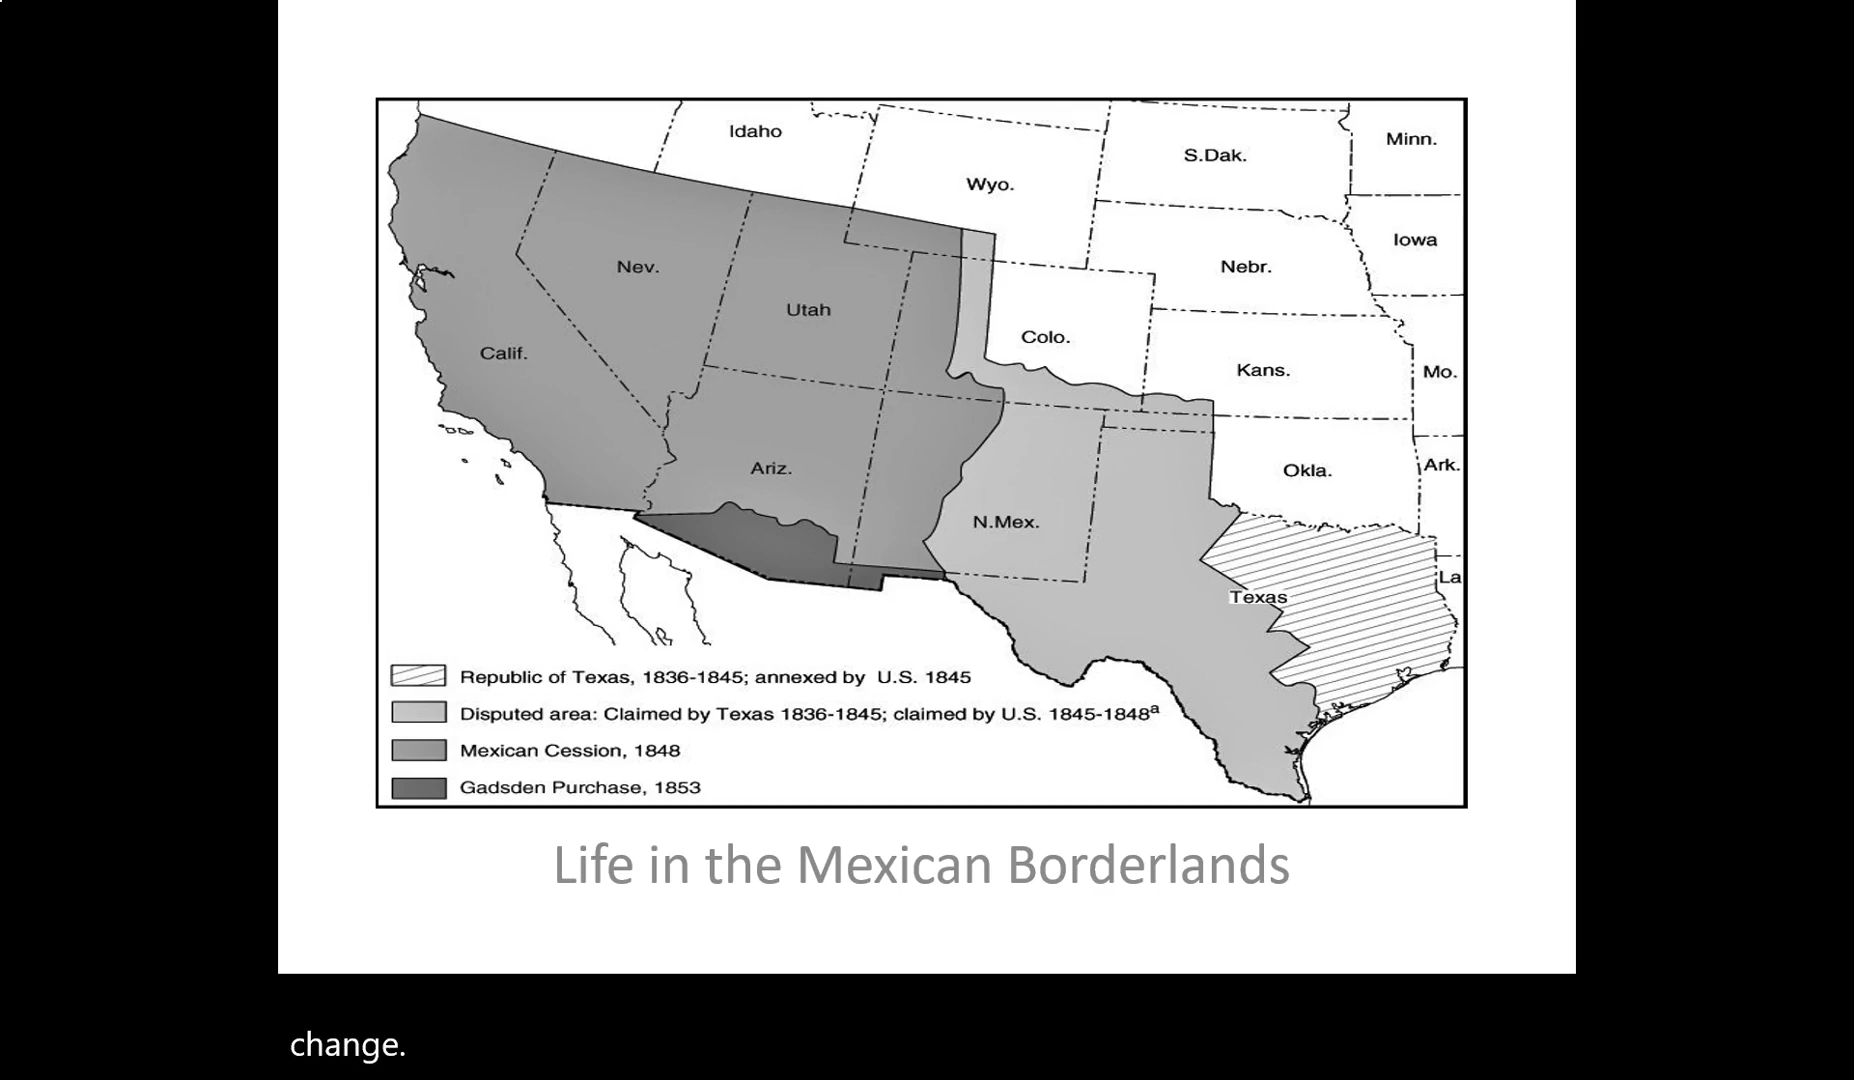 Idaho
Minn.
S.Dak.
Wyo.
Iowa
Nev.
Nebr.
Utah
Colo.
Calif.
Kans.
Mo.
Ariz.
Okla.
Ark.
N.Mex.
La
Texas
Republic of Texas, 1836-1845; annexed by U.S. 1845
Disputed area: Claimed by Texas 1836-1845; claimed by U.S. 1845-1848a
Mexican Cession, 1848
Gadsden Purchase, 1853
Life in the Mexican Borderlands
change.